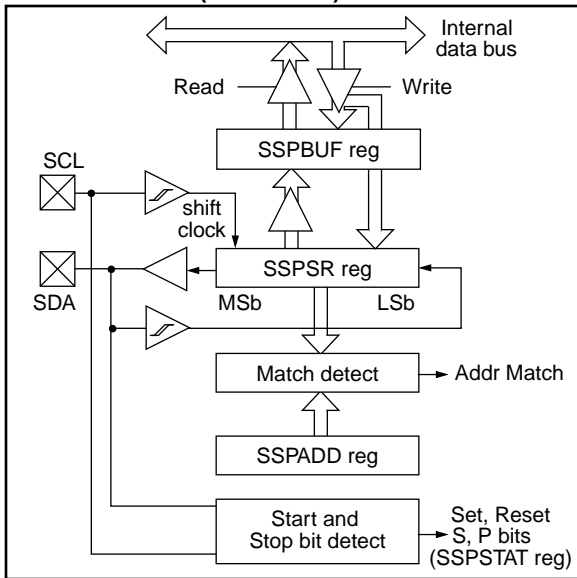 Internal
data bus
Read
Write
SSPBUF reg
SCL
shift
clock
SSPSR reg
SDA
MSb
LSb
Match detect
Addr Match
SSPADD reg
Start and
Stop bit detect
Set, Reset
S, P bits
(SSPSTAT reg)